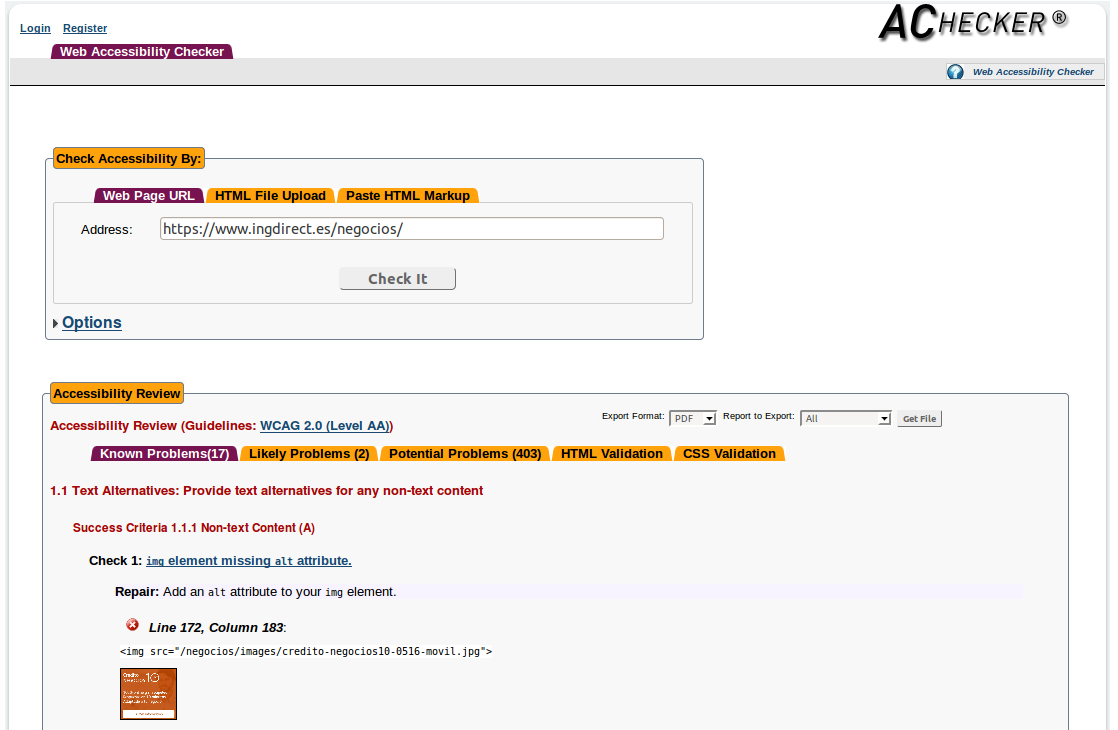 Login Register
ACHECKER ®
Web Accessibility Checker
Web Accessibility Checker
Check Accessibility By:
Web Page URL HTML File Upload Paste HTML Markup
Address: https://www.ingdirect.es/negocios/
Check It
Options
Accessibility Review
Export Format: PDF Report to Export: All Get File
Accessibility Review (Guidelines: WCAG 2.0 (Level AA))
Known Problems(17) Likely Problems (2) Potential Problems (403) HTML Validation CSS Validation
1.1 Text Alternatives: Provide text alternatives for any non-text content
Success Criteria 1.1.1 Non-text Content (A)
Check 1: img element missing alt attribute.
Repair: Add an alt attribute to your img element.
Line 172, Column 183:
<img src="/negocios/images/credito-negocios10-0516-movil.jpg">
Crédito
10